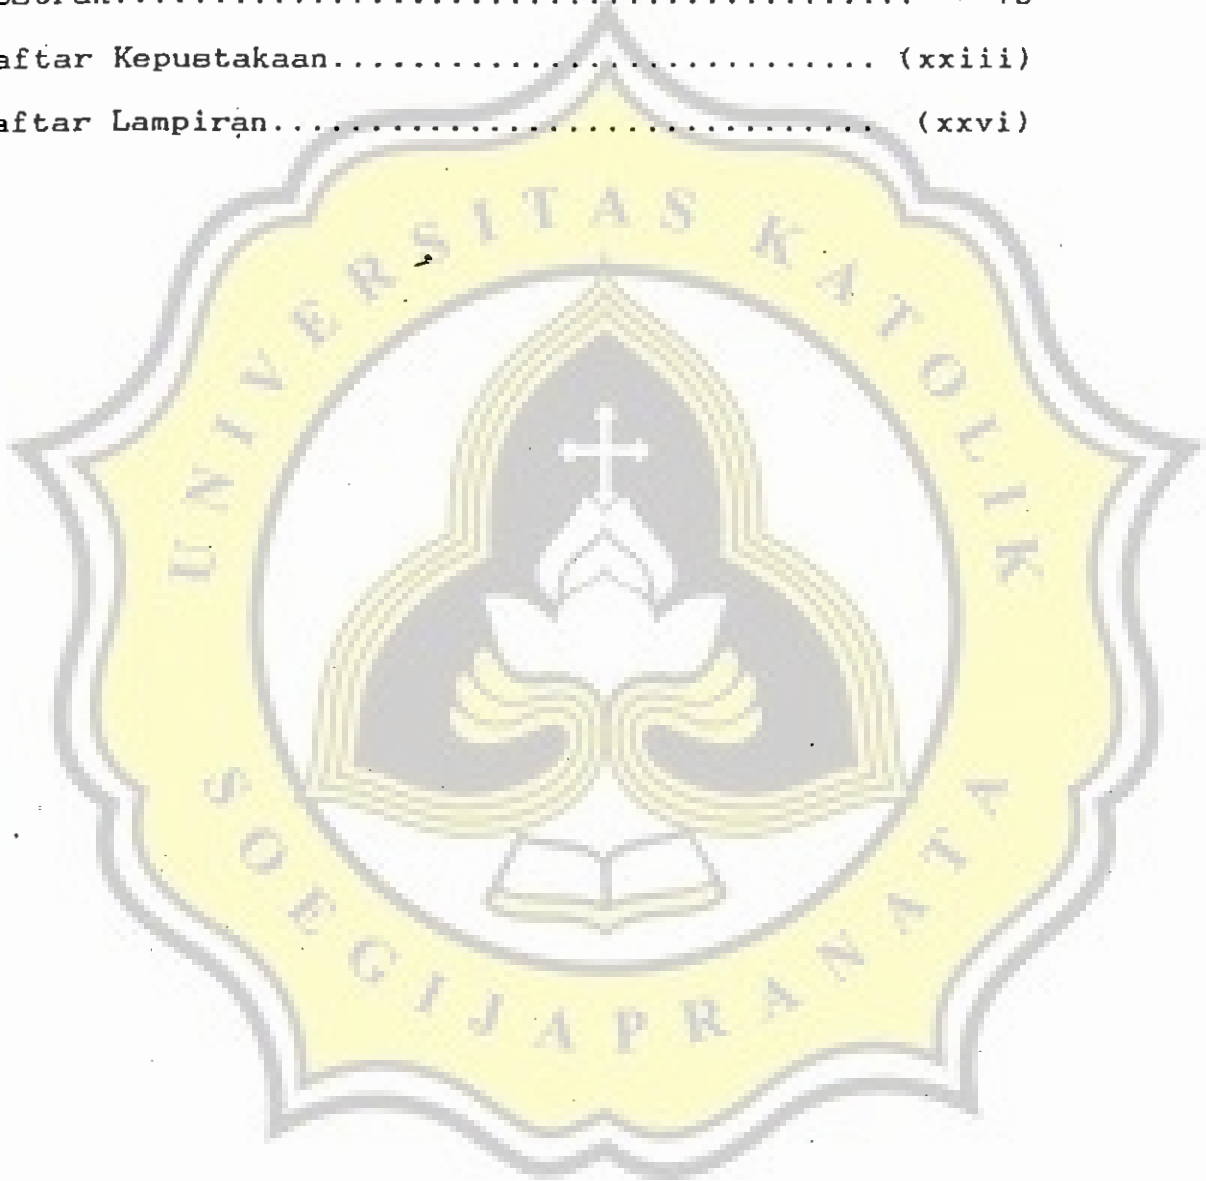 aftar Kepustakaan................................. (xxiii)
aftar Lampiran..................................... (xxvi)
UNIVERSITAS KATOLIK
SOEGIJAPRANATA